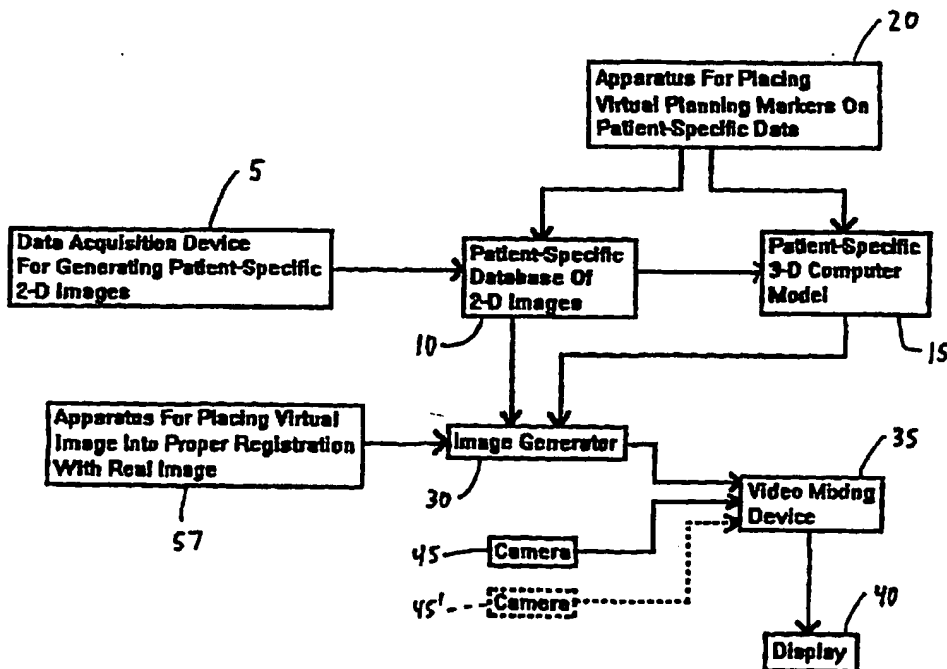 20
Apparatus For Placing
Virtual Planning Markers On
Patient-Specific Data
5
Data Acquisition Device
For Generating Patient-Specific
2-D Images
Patient-Specific
Database Of
2-D Images
10
Patient-Specific
3-D Computer
Model
15
Apparatus For Placing Virtual
Image Into Proper Registration
With Real Image
57
Image Generator
30
35
Video Mixing
Device
45
Camera
45'
Camera
40
Display